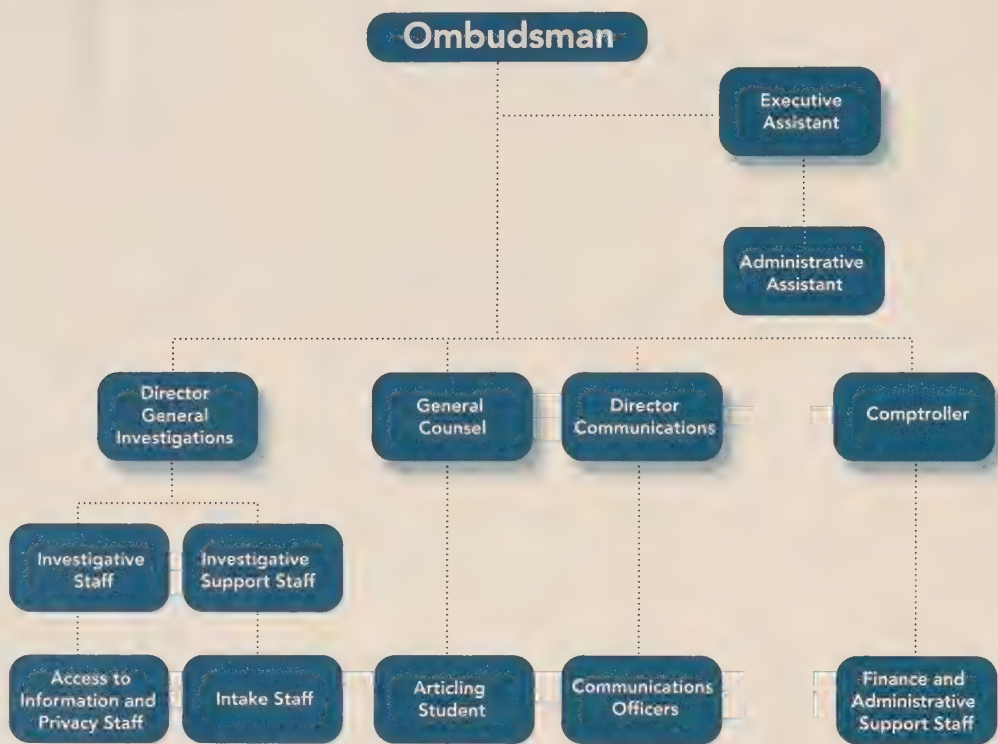 Ombudsman
Executive
Assistant
Administrative
Assistant
Director
General
Investigations
General
Counsel
Director
Communications
Comptroller
Investigative
Staff
Investigative
Support Staff
Access to
Information and
Privacy Staff
Intake Staff
Articling
Student
Communications
Officers
Finance and
Administrative
Support Staff